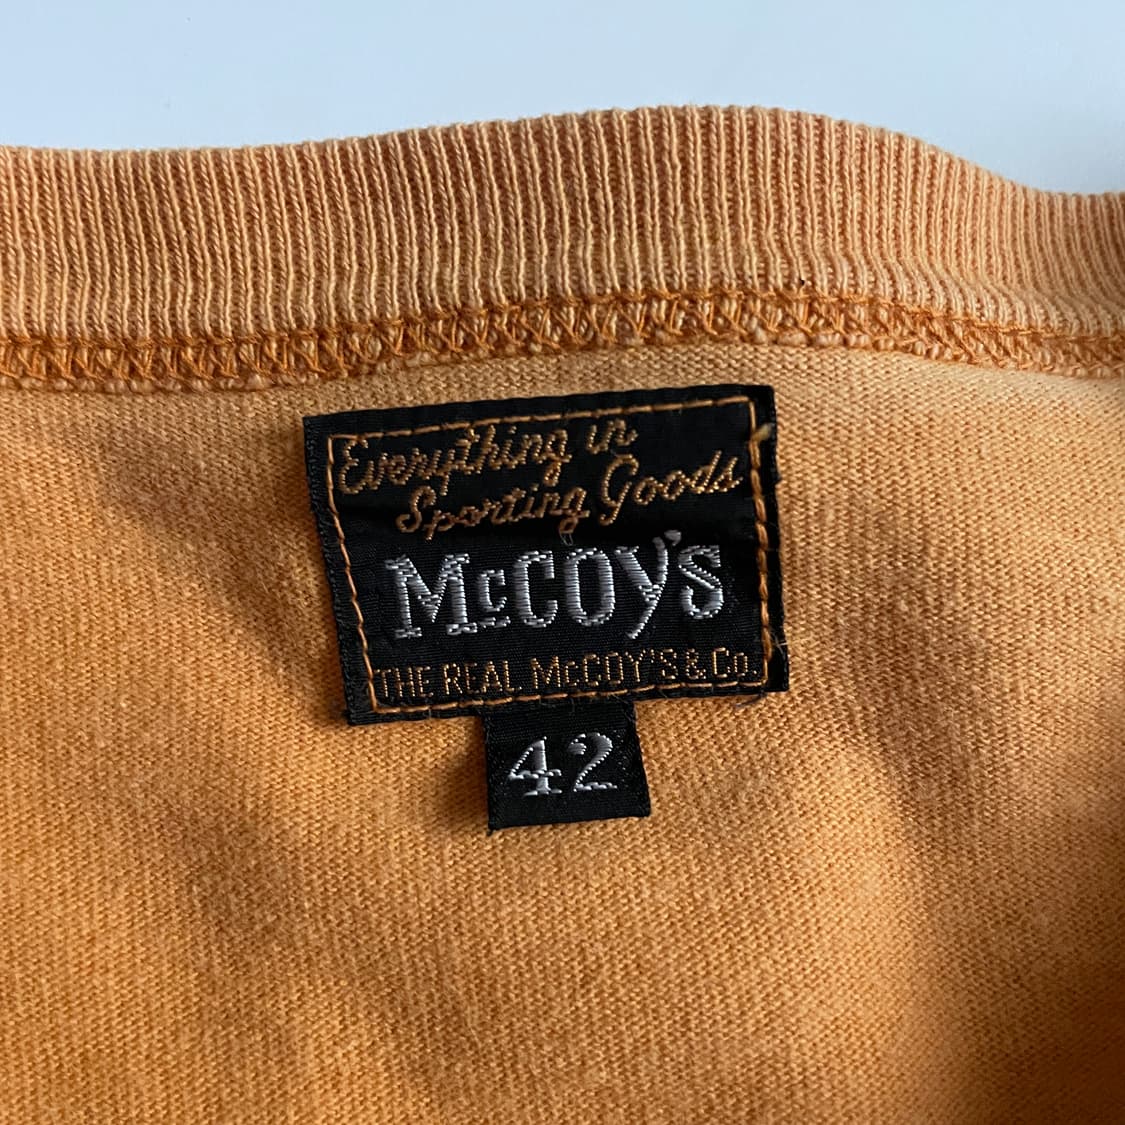 Everything in
Sporting Goods
McCOY'S
THE REAL McCOY'S & Co.
42